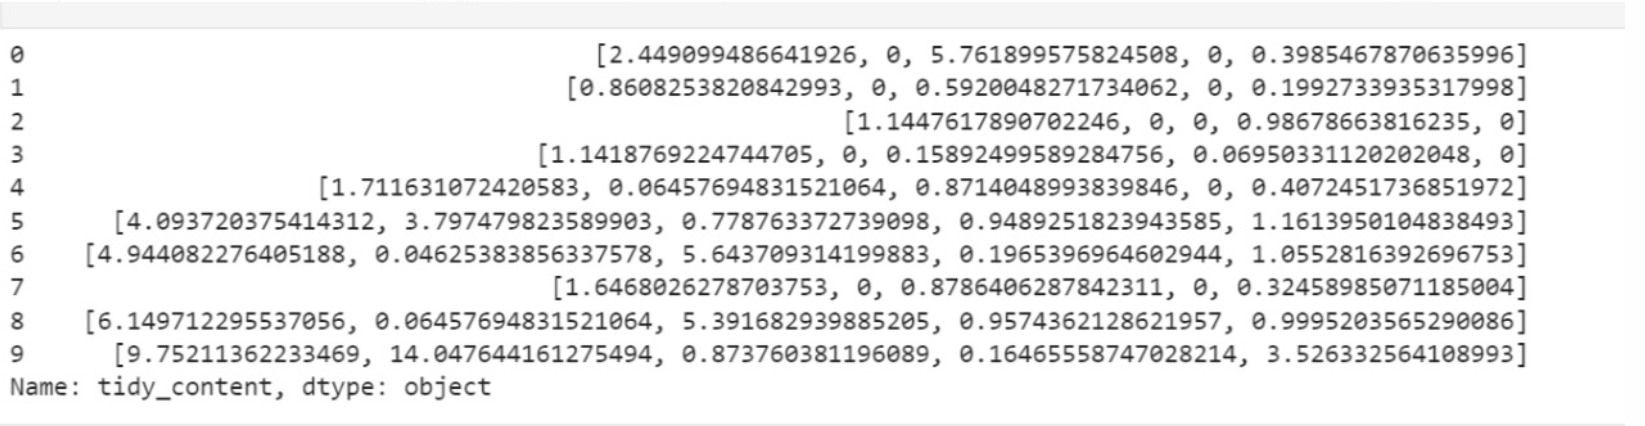 0 [2.449099486641926, 0, 5.761899575824508, 0, 0.3985467870635996]
1 [0.8608253820842993, 0, 0.5920048271734062, 0, 0.1992733935317998]
2 [1.1447617890702246, 0, 0, 0.98678663816235, 0]
3 [1.1418769224744705, 0, 0.15892499589284756, 0.06950331120202048, 0]
4 [1.711631072420583, 0.06457694831521064, 0.8714048993839846, 0, 0.4072451736851972]
5 [4.093720375414312, 3.797479823589903, 0.778763372739098, 0.9489251823943585, 1.1613950104838493]
6 [4.944082276405188, 0.04625383856337578, 5.643709314199883, 0.1965396964602944, 1.0552816392696753]
7 [1.6468026278703753, 0, 0.8786406287842311, 0, 0.32458985071185004]
8 [6.149712295537056, 0.06457694831521064, 5.391682939885205, 0.9574362128621957, 0.9995203565290086]
9 [9.75211362233469, 14.047644161275494, 0.873760381196089, 0.16465558747028214, 3.526332564108993]
Name: tidy_content, dtype: object